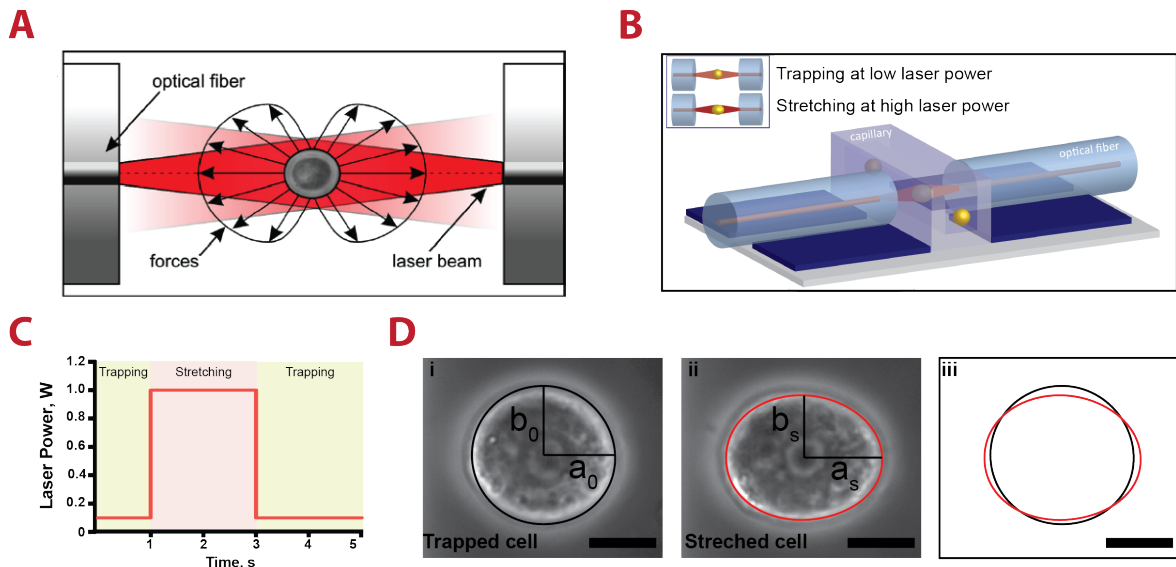 A
optical fiber
forces
laser beam
B
Trapping at low laser power
Stretching at high laser power
capillary
optical fiber
C
Laser Power, W
1.2
1.0
0.8
0.6
0.4
0.2
0
Trapping
Stretching
Trapping
1
2
3
4
5
Time, s
D
i
b0
a0
Trapped cell
ii
bs
as
Streched cell
iii